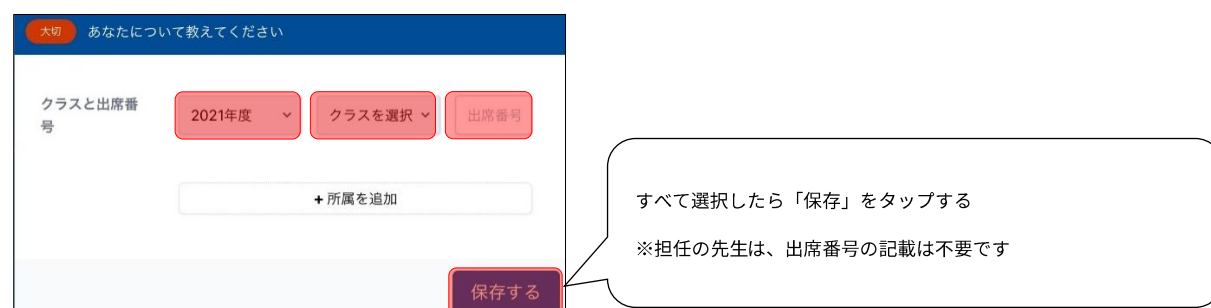 大切 あなたについて教えてください
クラスと出席番
号
2021年度 クラスを選択 出席番号
+ 所属を追加
保存する
すべて選択したら「保存」をタップする
※担任の先生は、出席番号の記載は不要です